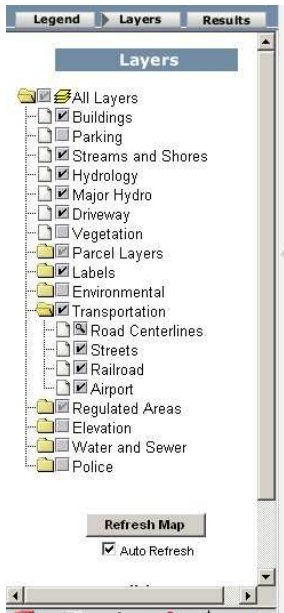 Legend Layers Results
Layers
All Layers
Buildings
Parking
Streams and Shores
Hydrology
Major Hydro
Driveway
Vegetation
Parcel Layers
Labels
Environmental
Transportation
Road Centerlines
Streets
Railroad
Airport
Regulated Areas
Elevation
Water and Sewer
Police
Refresh Map
Auto Refresh